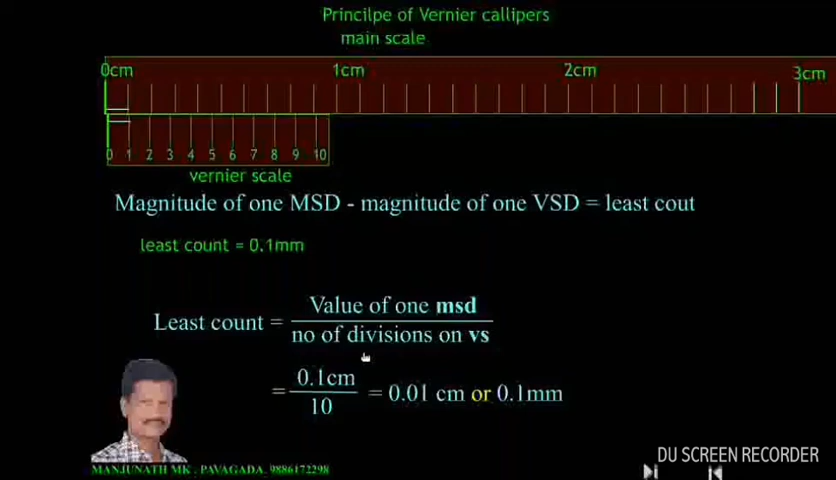 Princilpe of Vernier callipers
main scale
0cm 1cm 2cm 3cm
0 1 2 3 4 5 6 7 8 9 10
vernier scale
Magnitude of one MSD - magnitude of one VSD = least cout
least count = 0.1mm
Value of one msd
Least count =
no of divisions on vs
0.1cm
= = 0.01 cm or 0.1mm
10
MANJUNATH MK . PAVAGADA. 9886172298
DU SCREEN RECORDER